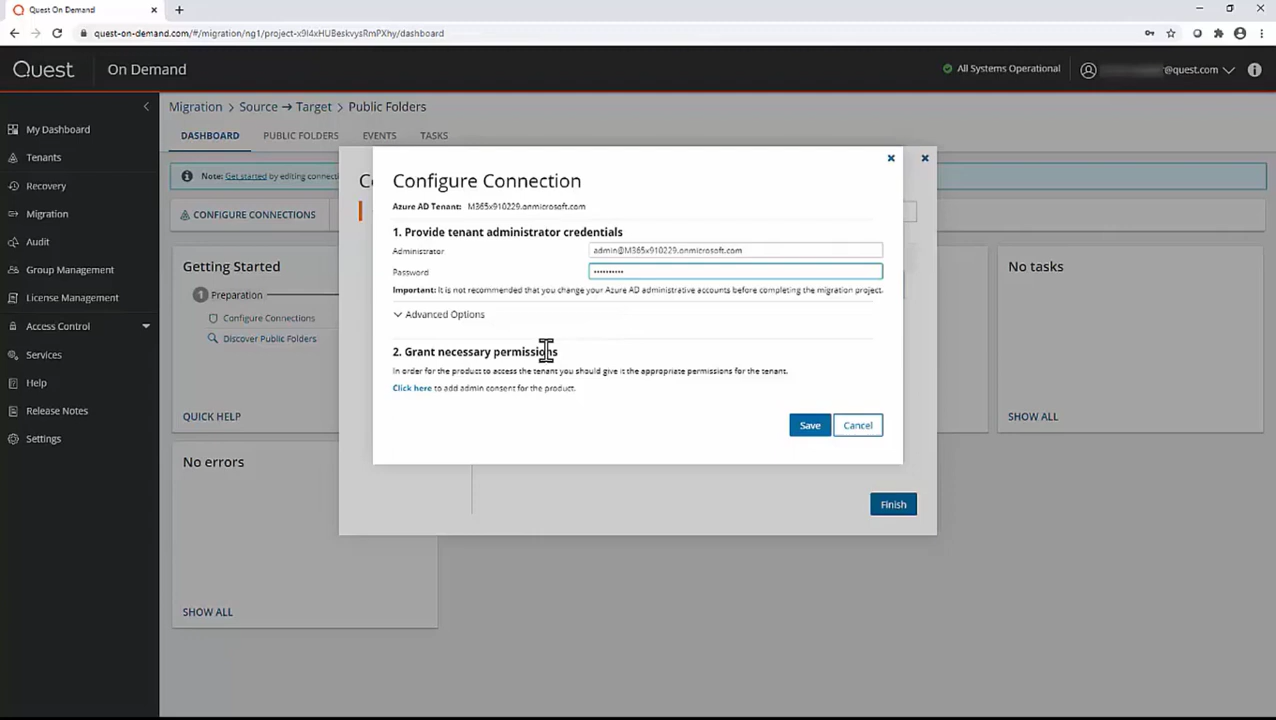 Quest On Demand
quest-on-demand.com/#/migration/ng1/project-x9l4xHUBeskvysRmPXhy/dashboard
Quest On Demand
All Systems Operational
@quest.com
My Dashboard
Tenants
Recovery
Migration
Audit
Group Management
License Management
Access Control
Services
Help
Release Notes
Settings
Migration > Source → Target > Public Folders
DASHBOARD PUBLIC FOLDERS EVENTS TASKS
Note: Get started by editing connecti
CONFIGURE CONNECTIONS
Getting Started
1 Preparation
Configure Connections
Discover Public Folders
QUICK HELP
No errors
SHOW ALL
No tasks
SHOW ALL
Configure Connection
Azure AD Tenant: M365x910229.onmicrosoft.com
1. Provide tenant administrator credentials
Administrator admin@M365x910229.onmicrosoft.com
Password
Important: It is not recommended that you change your Azure AD administrative accounts before completing the migration project.
Advanced Options
2. Grant necessary permissions
In order for the product to access the tenant you should give it the appropriate permissions for the tenant.
Click here to add admin consent for the product.
Save Cancel
Finish